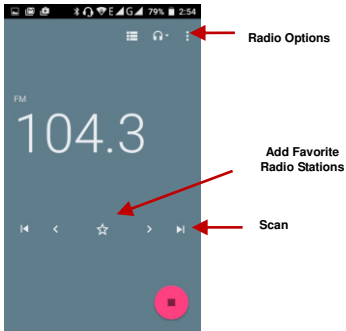 E G 79% 2:54
Radio Options
FM
104.3
Add Favorite
Radio Stations
Scan